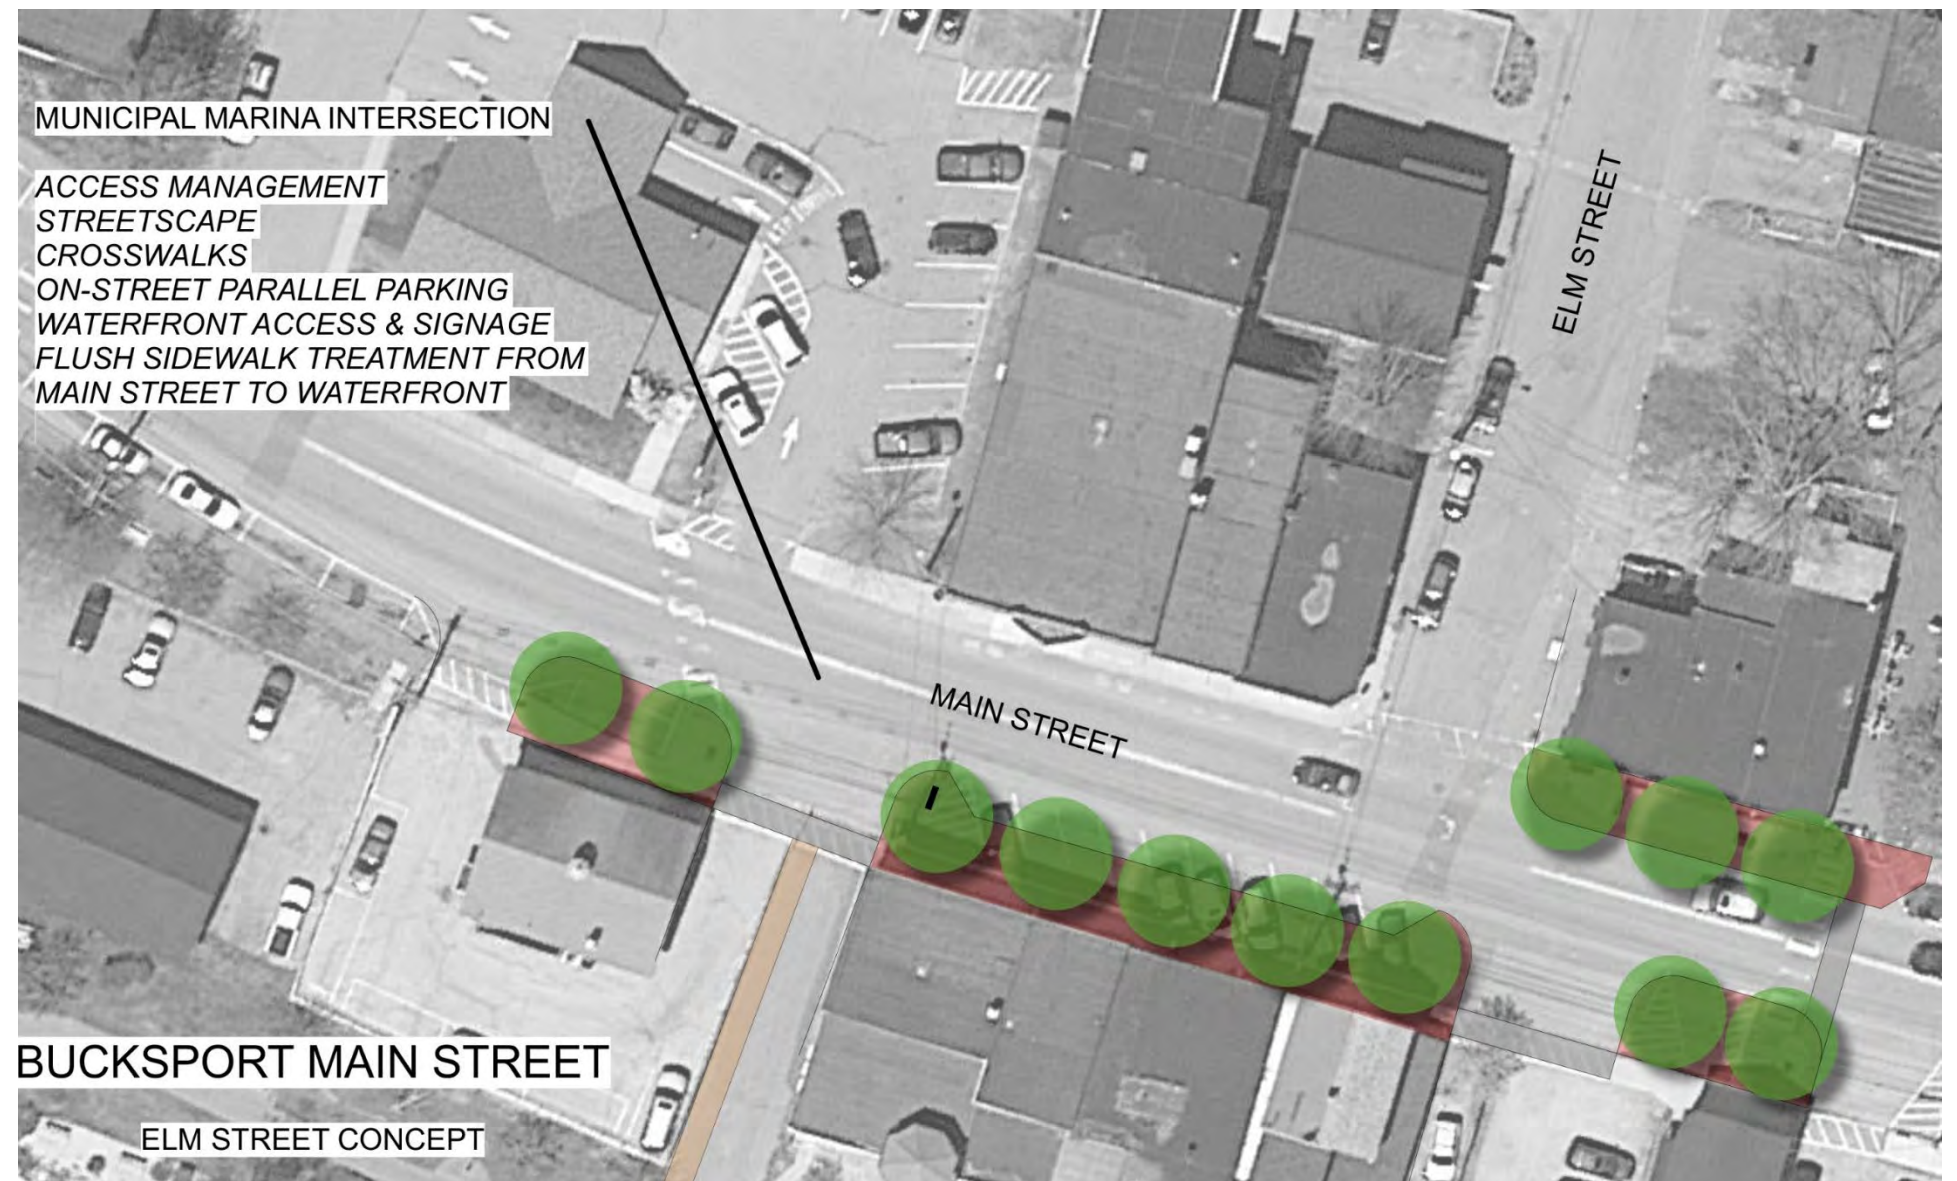 MUNICIPAL MARINA INTERSECTION
ACCESS MANAGEMENT
STREETSCAPE
CROSSWALKS
ON-STREET PARALLEL PARKING
WATERFRONT ACCESS & SIGNAGE
FLUSH SIDEWALK TREATMENT FROM
MAIN STREET TO WATERFRONT
ELM STREET
MAIN STREET
BUCKSPORT MAIN STREET
ELM STREET CONCEPT